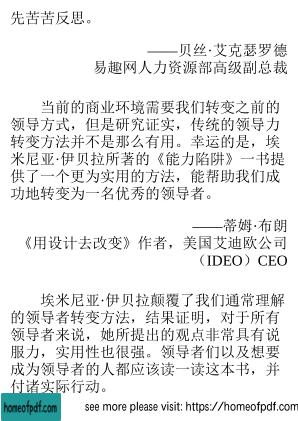 先苦苦反思。
——贝丝·艾克瑟罗德
易趣网人力资源部高级副总裁
当前的商业环境需要我们转变之前的
领导方式，但是研究证实，传统的领导力
转变方法并不是那么有用。幸运的是，埃
米尼亚·伊贝拉所著的《能力陷阱》一书提
供了一个更为实用的方法，能帮助我们成
功地转变为一名优秀的领导者。
——蒂姆·布朗
《用设计去改变》作者，美国艾迪欧公司
（IDEO）CEO
埃米尼亚·伊贝拉颠覆了我们通常理解
的领导者转变方法，结果证明，对于所有
领导者来说，她所提出的观点非常具有说
服力，实用性也很强。领导者们以及想要
成为领导者的人都应该读一读这本书，并
付诸实际行动。
homeofpdf.com see more please visit: https://homeofpdf.com